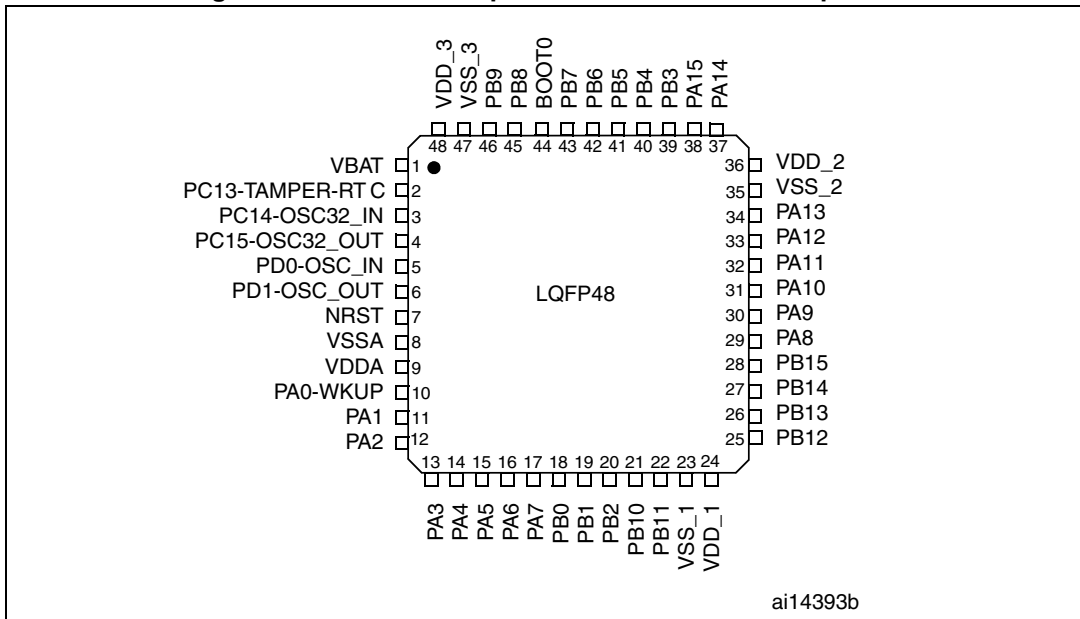 VDD_3
VSS_3
PB9
PB8
BOOT0
PB7
PB6
PB5
PB4
PB3
PA15
PA14
48 47 46 45 44 43 42 41 40 39 38 37
VBAT 1 36 VDD_2
PC13-TAMPER-RT C 2 35 VSS_2
PC14-OSC32_IN 3 34 PA13
PC15-OSC32_OUT 4 33 PA12
PD0-OSC_IN 5 32 PA11
PD1-OSC_OUT 6 LQFP48 31 PA10
NRST 7 30 PA9
VSSA 8 29 PA8
VDDA 9 28 PB15
PA0-WKUP 10 27 PB14
PA1 11 26 PB13
PA2 12 25 PB12
13 14 15 16 17 18 19 20 21 22 23 24
PA3
PA4
PA5
PA6
PA7
PB0
PB1
PB2
PB10
PB11
VSS_1
VDD_1
ai14393b